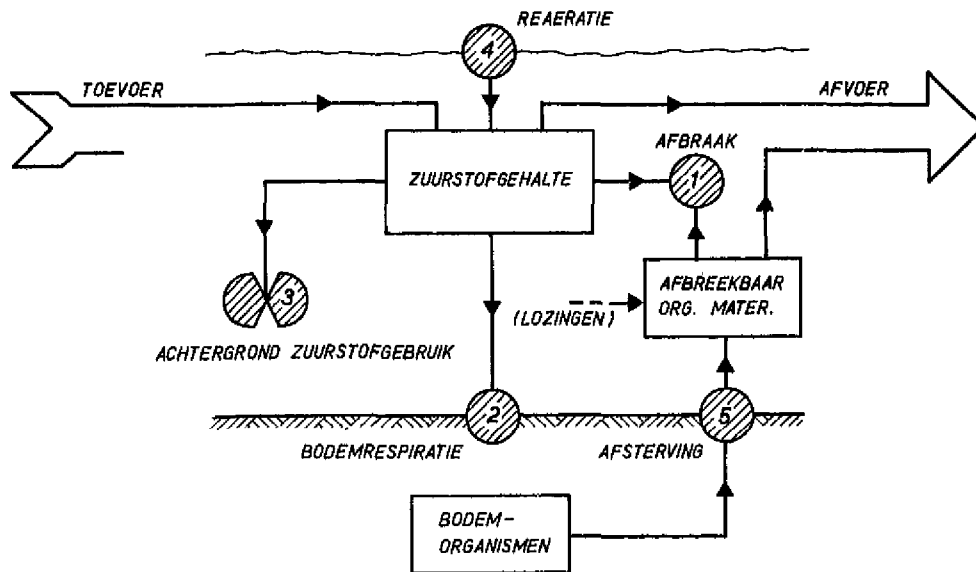 REAERATIE
4
TOEVOER
AFVOER
AFBRAAK
ZUURSTOFGEHALTE
1
3
AFBREEKBAAR
ORG. MATER.
(LOZINGEN)
ACHTERGROND ZUURSTOFGEBRUIK
2
5
BODEMRESPIRATIE
AFSTERVING
BODEM-
ORGANISMEN